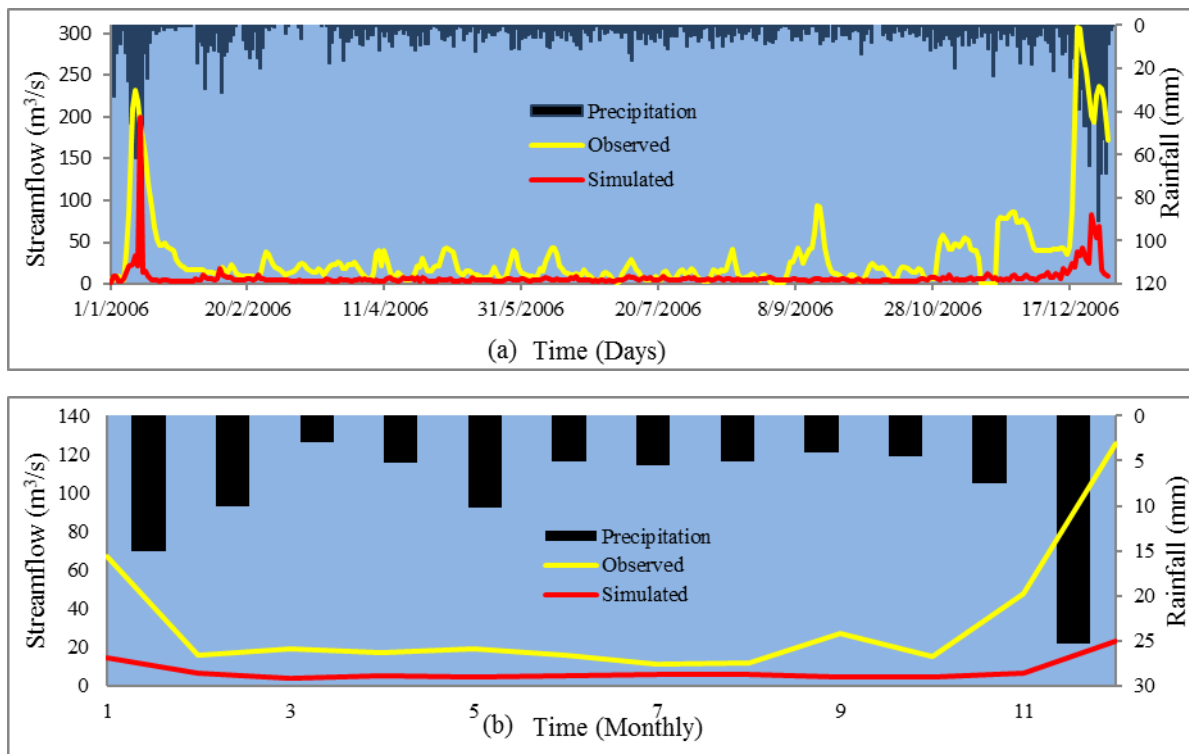 300
250
200
150
100
50
0
Streamflow (m³/s)
0
20
40
60
80
100
120
Rainfall (mm)
Precipitation
Observed
Simulated
1/1/2006 20/2/2006 11/4/2006 31/5/2006 20/7/2006 8/9/2006 28/10/2006 17/12/2006
(a) Time (Days)
140
120
100
80
60
40
20
0
Streamflow (m³/s)
0
5
10
15
20
25
30
Rainfall (mm)
Precipitation
Observed
Simulated
1 3 5 7 9 11
(b) Time (Monthly)